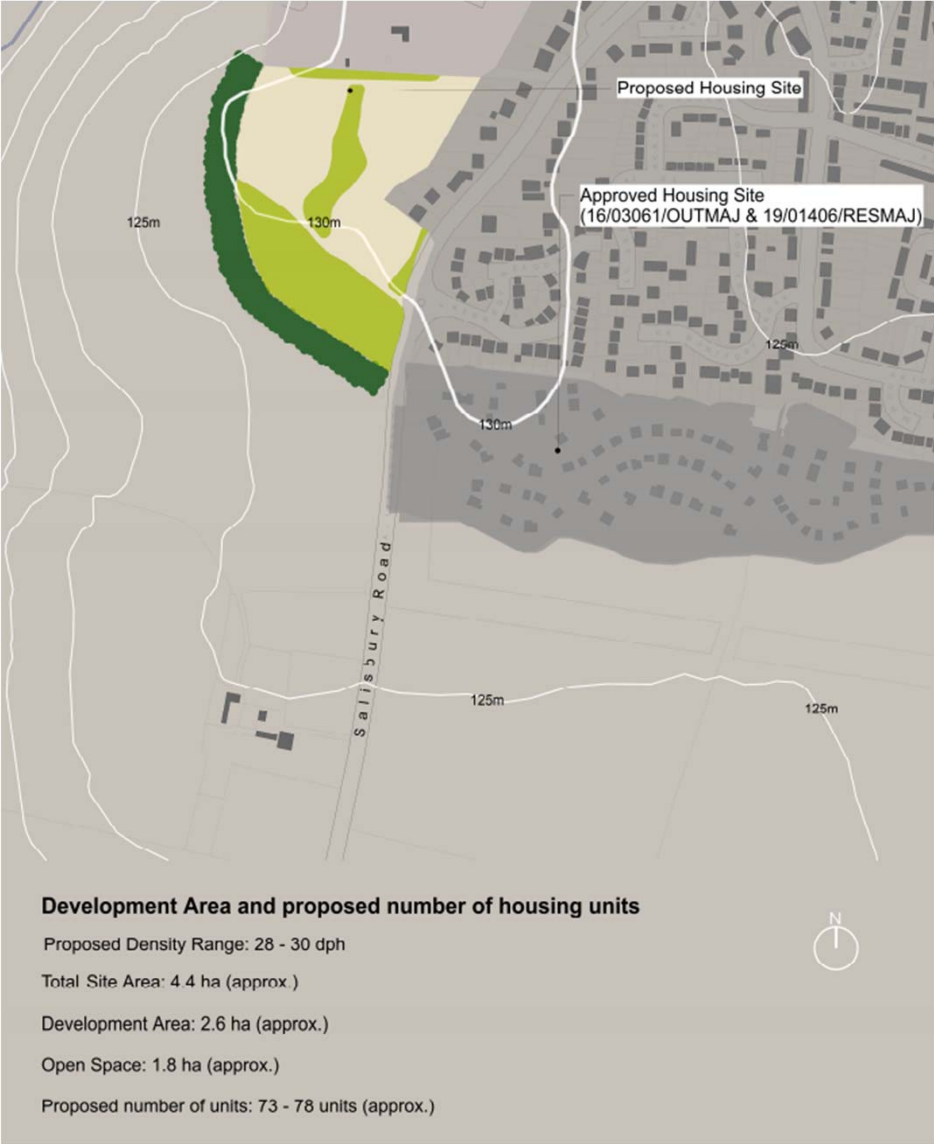 Proposed Housing Site
Approved Housing Site
(16/03061/OUTMAJ & 19/01406/RESMAJ)
125m
130m
125m
130m
Salisbury Road
125m
125m
Development Area and proposed number of housing units
N
Proposed Density Range: 28 - 30 dph
Total Site Area: 4.4 ha (approx.)
Development Area: 2.6 ha (approx.)
Open Space: 1.8 ha (approx.)
Proposed number of units: 73 - 78 units (approx.)